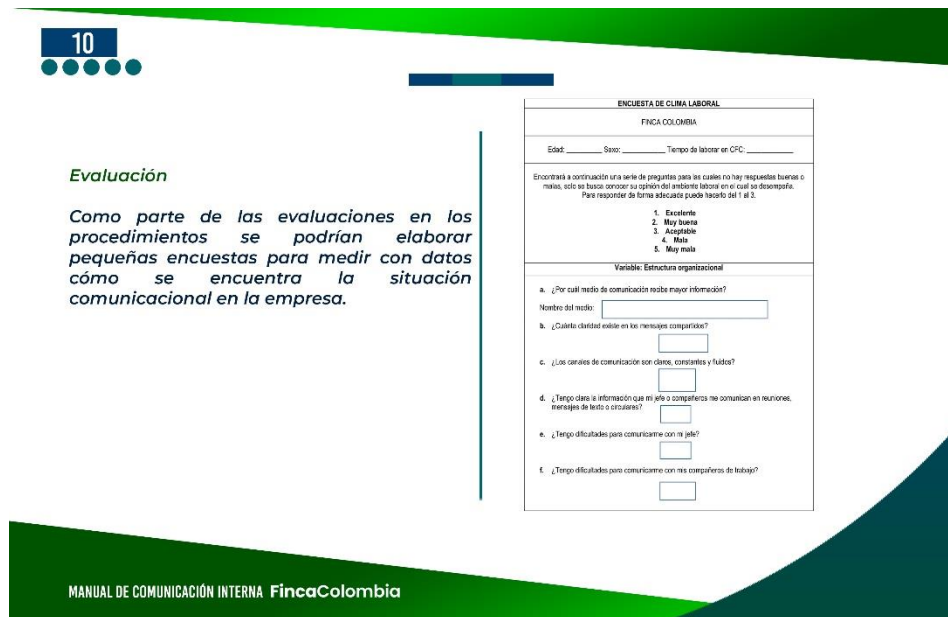 10
Evaluación
Como parte de las evaluaciones en los
procedimientos se podrían elaborar
pequeñas encuestas para medir con datos
cómo se encuentra la situación
comunicacional en la empresa.
ENCUESTA DE CLIMA LABORAL
FINCA COLOMBIA
Edad: __________ Sexo: __________ Tiempo de laborar en CFC: __________
Encontrará a continuación una serie de preguntas para las cuales no hay respuestas buenas o
malas, solo se busca conocer su opinión del ambiente laboral en el cual se desempeña.
Para responder de forma adecuada puede hacerlo del 1 al 3.
1. Excelente
2. Muy buena
3. Aceptable
4. Mala
5. Muy mala
Variable: Estructura organizacional
a. ¿Por cuál medio de comunicación recibe mayor información?
Nombre del medio:
b. ¿Cuánta claridad existe en los mensajes compartidos?
c. ¿Los canales de comunicación son claros, constantes y fluidos?
d. ¿Tengo clara la información que mi jefe o compañeros me comunican en reuniones,
mensajes de texto o circulares?
e. ¿Tengo dificultades para comunicarme con mi jefe?
f. ¿Tengo dificultades para comunicarme con mis compañeros de trabajo?
MANUAL DE COMUNICACIÓN INTERNA FincaColombia